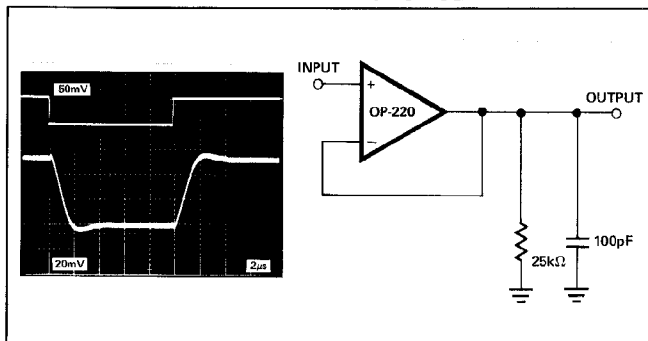 50mV
20mV
2µs
INPUT
+
OP-220
−
OUTPUT
25kΩ
100pF